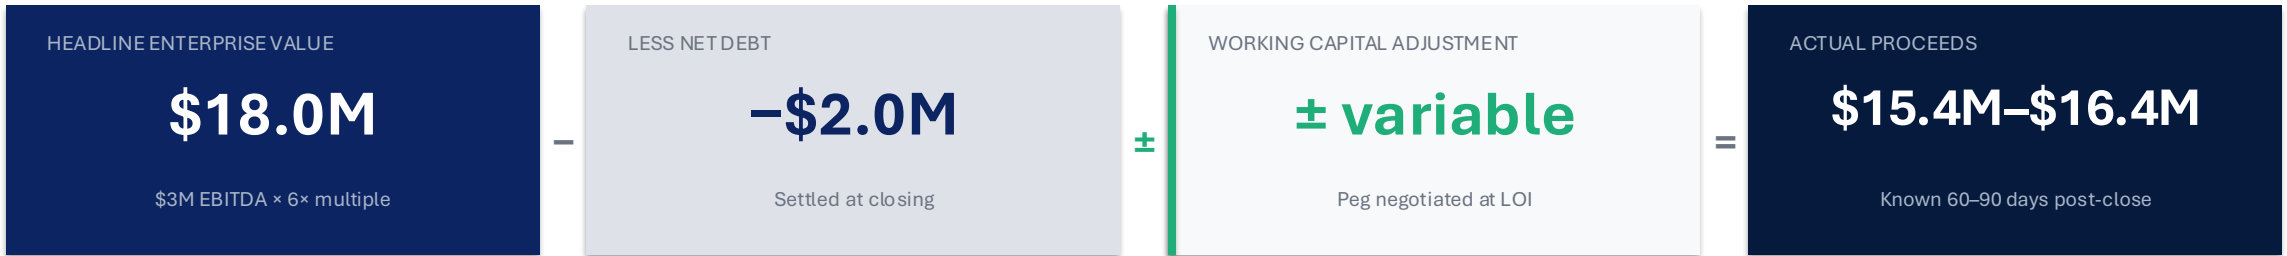 HEADLINE ENTERPRISE VALUE
$18.0M
$3M EBITDA × 6× multiple
–
LESS NET DEBT
–$2.0M
Settled at closing
±
WORKING CAPITAL ADJUSTMENT
± variable
Peg negotiated at LOI
=
ACTUAL PROCEEDS
$15.4M–$16.4M
Known 60–90 days post-close